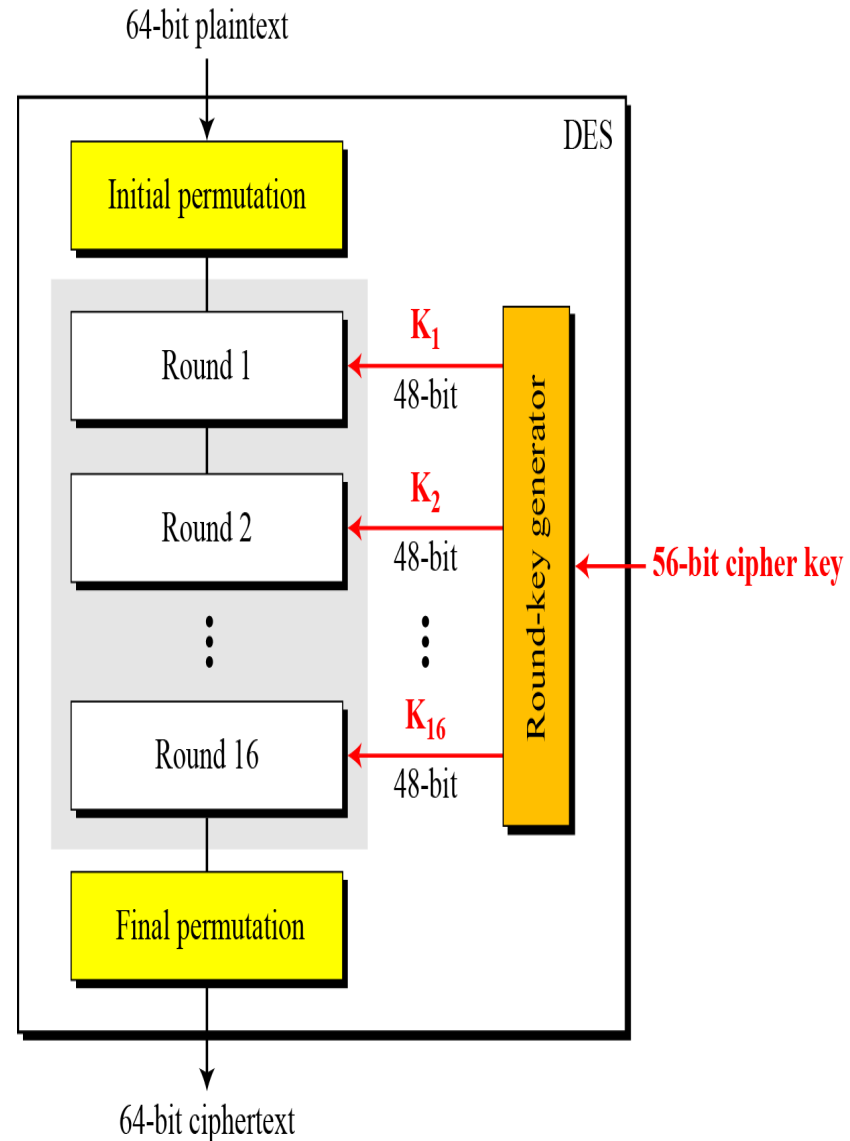 64-bit plaintext
DES
Initial permutation
Round 1
K₁
48-bit
Round 2
K₂
48-bit
Round-key generator
56-bit cipher key
Round 16
K₁₆
48-bit
Final permutation
64-bit ciphertext